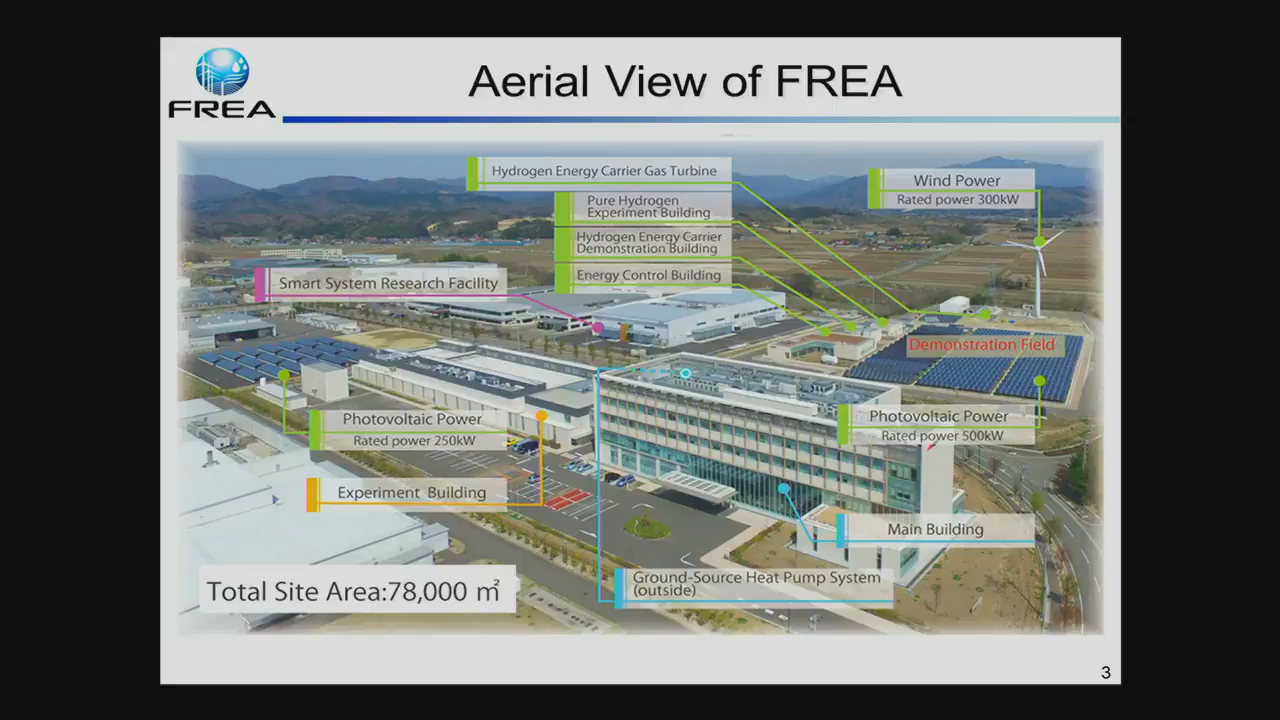 FREA
Aerial View of FREA
Hydrogen Energy Carrier Gas Turbine
Wind Power
Rated power 300kW
Pure Hydrogen
Experiment Building
Hydrogen Energy Carrier
Demonstration Building
Energy Control Building
Smart System Research Facility
Demonstration Field
Photovoltaic Power
Rated power 250kW
Photovoltaic Power
Rated power 500kW
Experiment Building
Main Building
Ground-Source Heat Pump System
(outside)
Total Site Area:78,000 ㎡
3